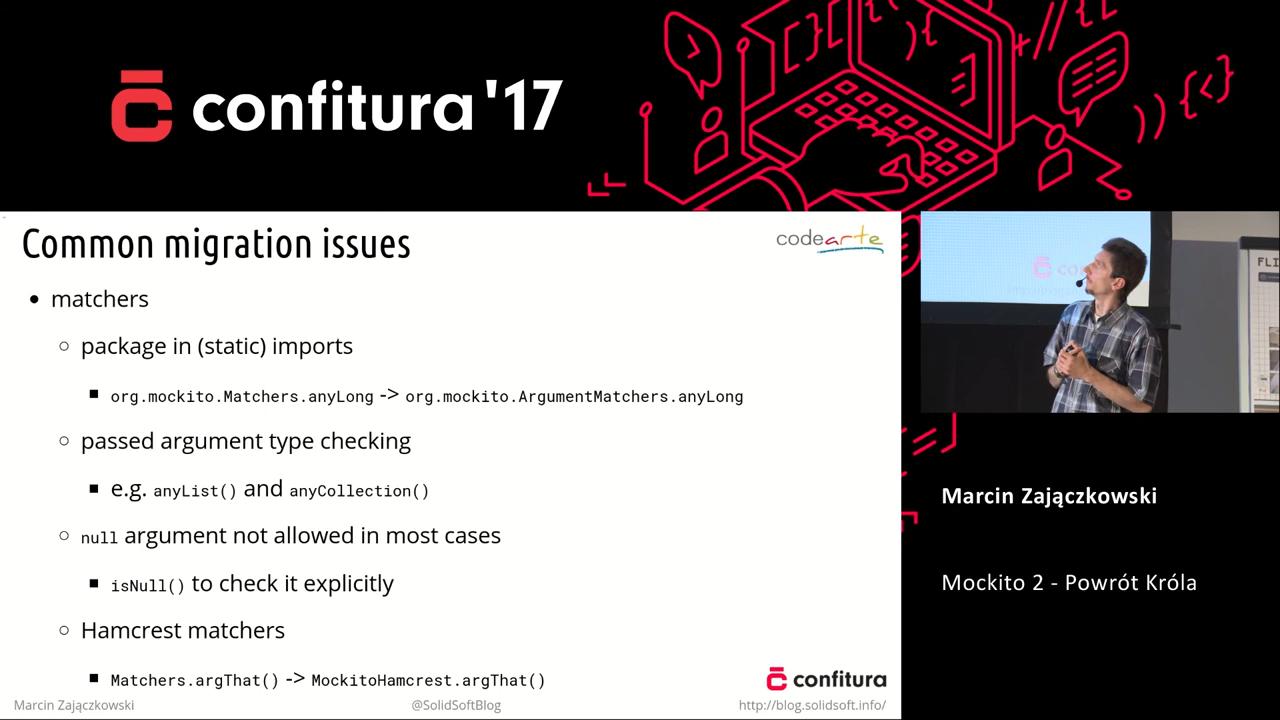 confitura '17
Common migration issues
codearte
matchers
package in (static) imports
org.mockito.Matchers.anyLong -> org.mockito.ArgumentMatchers.anyLong
passed argument type checking
e.g. anyList() and anyCollection()
null argument not allowed in most cases
isNull() to check it explicitly
Hamcrest matchers
Matchers.argThat() -> MockitoHamcrest.argThat()
confitura
Marcin Zajączkowski
@SolidSoftBlog
http://blog.solidsoft.info/
Marcin Zajączkowski
Mockito 2 - Powrót Króla